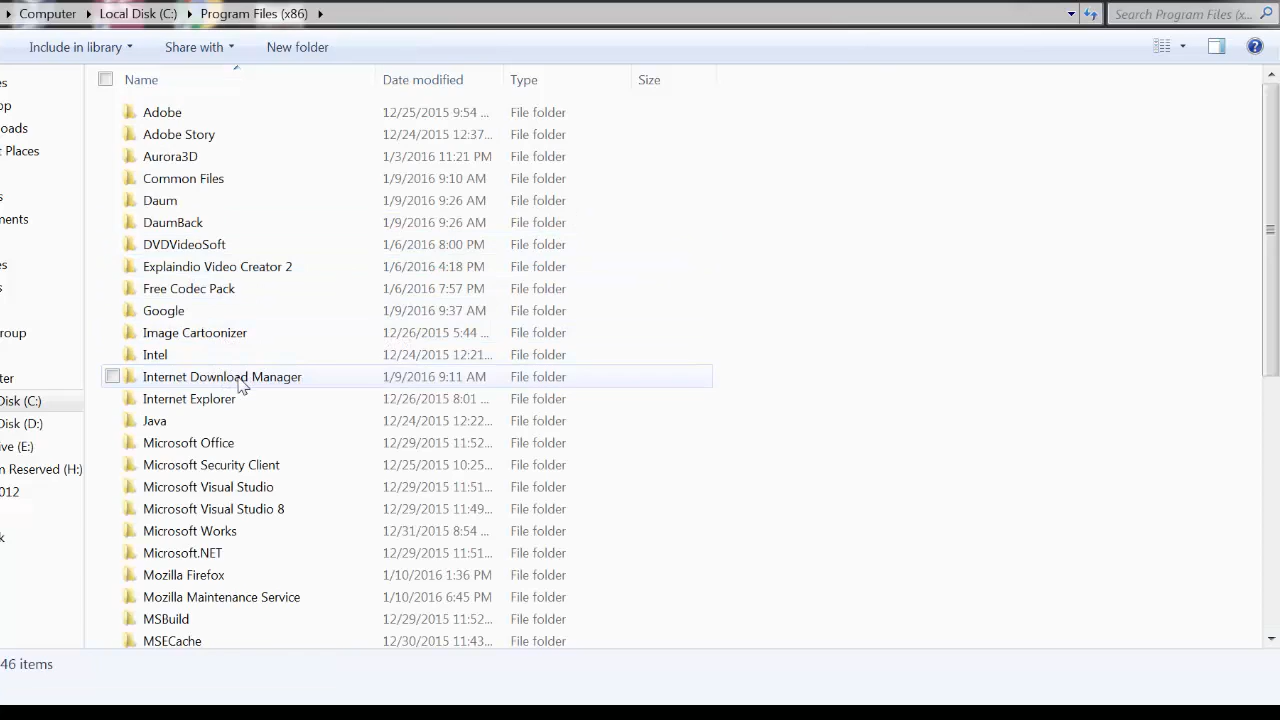 Computer Local Disk (C:) Program Files (x86) Search Program Files (x...
Include in library Share with New folder
Name Date modified Type Size
Adobe 12/25/2015 9:54 ... File folder
Adobe Story 12/24/2015 12:37... File folder
Aurora3D 1/3/2016 11:21 PM File folder
Common Files 1/9/2016 9:10 AM File folder
Daum 1/9/2016 9:26 AM File folder
DaumBack 1/9/2016 9:26 AM File folder
DVDVideoSoft 1/6/2016 8:00 PM File folder
Explaindio Video Creator 2 1/6/2016 4:18 PM File folder
Free Codec Pack 1/6/2016 7:57 PM File folder
Google 1/9/2016 9:37 AM File folder
Image Cartoonizer 12/26/2015 5:44 ... File folder
Intel 12/24/2015 12:21... File folder
Internet Download Manager 1/9/2016 9:11 AM File folder
Internet Explorer 12/26/2015 8:01 ... File folder
Java 12/24/2015 12:22... File folder
Microsoft Office 12/29/2015 11:52... File folder
Microsoft Security Client 12/25/2015 10:25... File folder
Microsoft Visual Studio 12/29/2015 11:51... File folder
Microsoft Visual Studio 8 12/29/2015 11:49... File folder
Microsoft Works 12/31/2015 8:54 ... File folder
Microsoft.NET 12/29/2015 11:51... File folder
Mozilla Firefox 1/10/2016 1:36 PM File folder
Mozilla Maintenance Service 1/10/2016 6:45 PM File folder
MSBuild 12/29/2015 11:52... File folder
MSECache 12/30/2015 11:43... File folder
es
op
oads
t Places
s
ments
es
s
roup
ter
Disk (C:)
Disk (D:)
ve (E:)
n Reserved (H:)
012
k
46 items